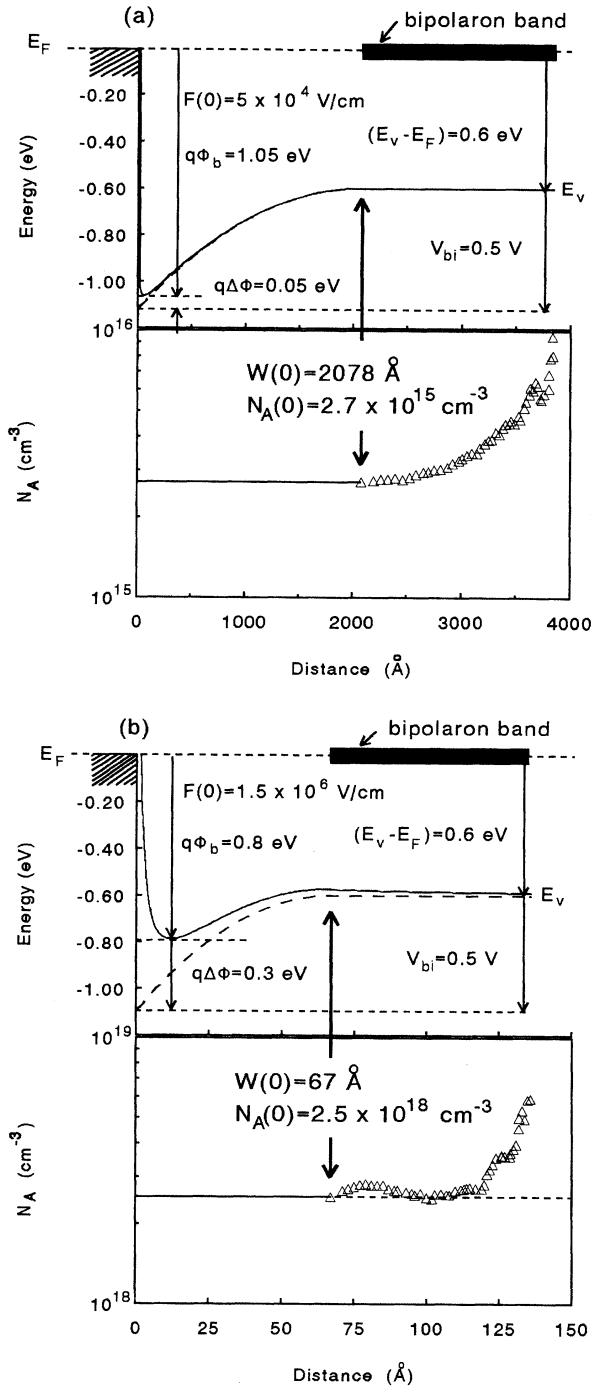 (a)
bipolaron band
E_F
-0.20
F(0)=5 x 10^4 V/cm
-0.40
qΦ_b=1.05 eV
(E_v-E_F)=0.6 eV
Energy (eV)
-0.60
E_v
-0.80
V_bi=0.5 V
-1.00
qΔΦ=0.05 eV
10^16
W(0)=2078 Å
N_A(0)=2.7 x 10^15 cm^-3
N_A (cm^-3)
10^15
0 1000 2000 3000 4000
Distance (Å)
(b)
bipolaron band
E_F
-0.20
F(0)=1.5 x 10^6 V/cm
-0.40
qΦ_b=0.8 eV
(E_v-E_F)=0.6 eV
Energy (eV)
-0.60
E_v
-0.80
qΔΦ=0.3 eV
V_bi=0.5 V
-1.00
10^19
W(0)=67 Å
N_A(0)=2.5 x 10^18 cm^-3
N_A (cm^-3)
10^18
0 25 50 75 100 125 150
Distance (Å)